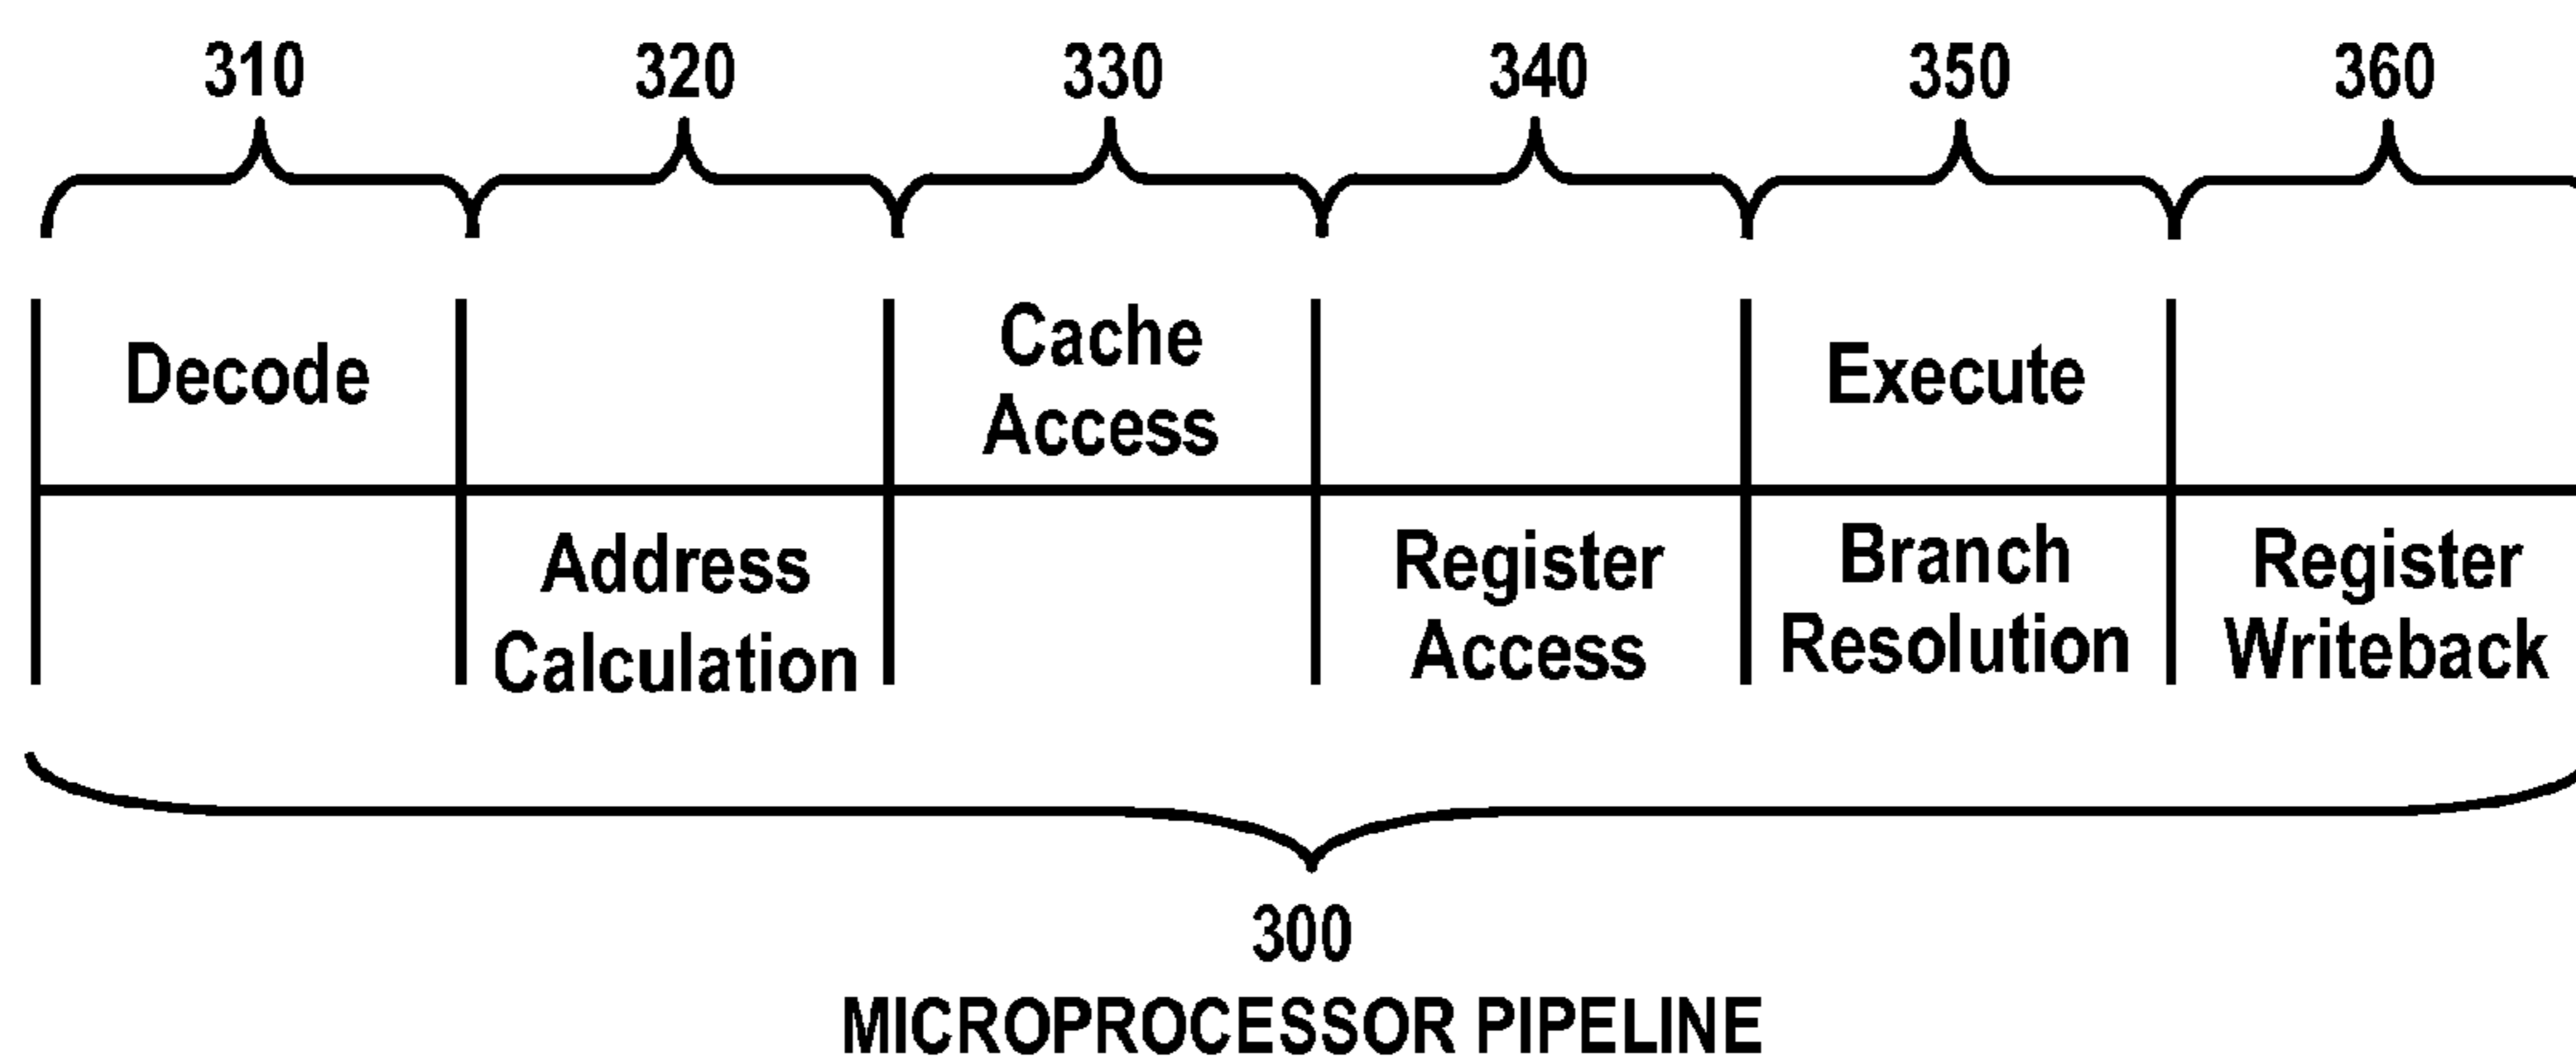 310 320 330 340 350 360
Decode
Cache
Access
Execute
Address
Calculation
Register
Access
Branch
Resolution
Register
Writeback
300
MICROPROCESSOR PIPELINE